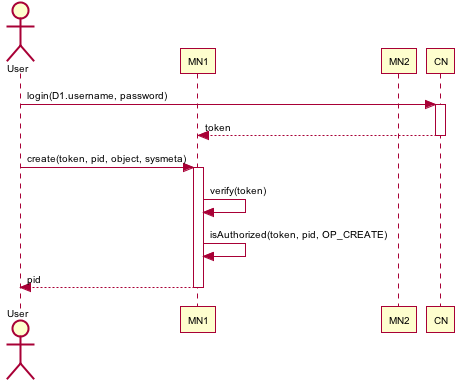 User
MN1
MN2
CN
login(D1.username, password)
token
create(token, pid, object, sysmeta)
verify(token)
isAuthorized(token, pid, OP_CREATE)
pid
User
MN1
MN2
CN